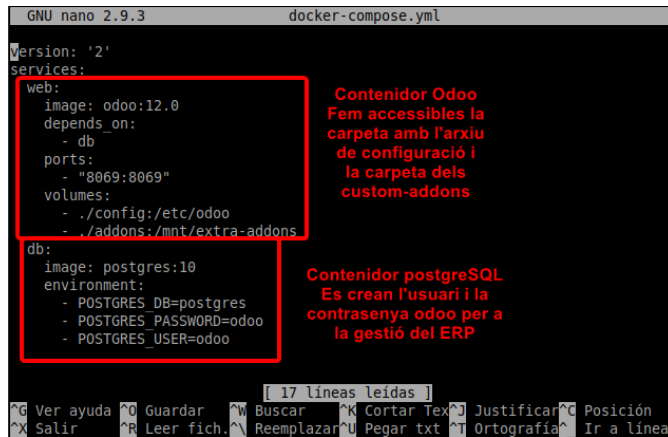 GNU nano 2.9.3 docker-compose.yml
version: '2'
services:
web:
image: odoo:12.0
depends_on:
- db
ports:
- "8069:8069"
volumes:
- ./config:/etc/odoo
- ./addons:/mnt/extra-addons
Contenidor Odoo
Fem accessibles la
carpeta amb l'arxiu
de configuració i
la carpeta dels
custom-addons
db:
image: postgres:10
environment:
- POSTGRES_DB=postgres
- POSTGRES_PASSWORD=odoo
- POSTGRES_USER=odoo
Contenidor postgreSQL
Es crean l'usuari i la
contrasenya odoo per a
la gestió del ERP
[ 17 líneas leídas ]
^G Ver ayuda ^O Guardar ^W Buscar ^K Cortar Tex ^J Justificar ^C Posición
^X Salir ^R Leer fich. ^\ Reemplazar ^U Pegar txt ^T Ortografía ^ Ir a línea